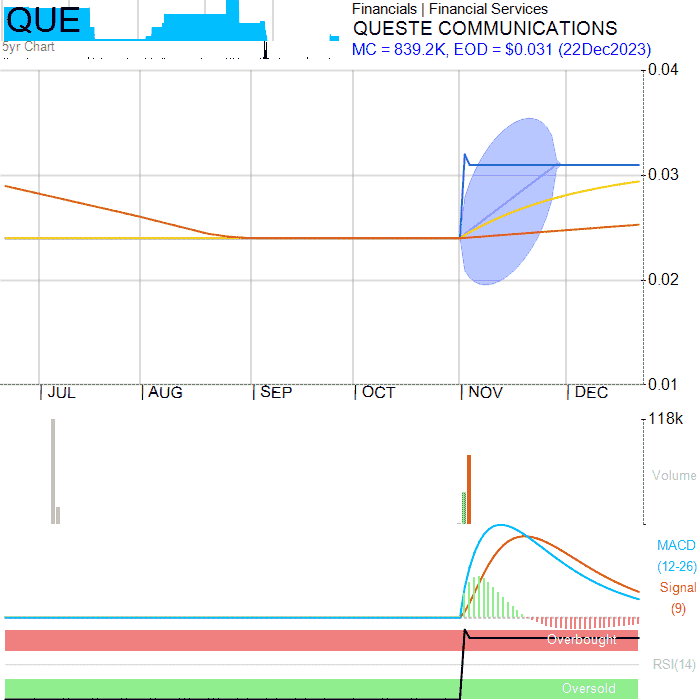 QUE
Financials | Financial Services
QUESTE COMMUNICATIONS
5yr Chart
MC = 839.2K, EOD = $0.031 (22Dec2023)
0.04
0.03
0.02
0.01
JUL AUG SEP OCT NOV DEC
118k
Volume
MACD
(12-26)
Signal
(9)
Overbought
RSI(14)
Oversold